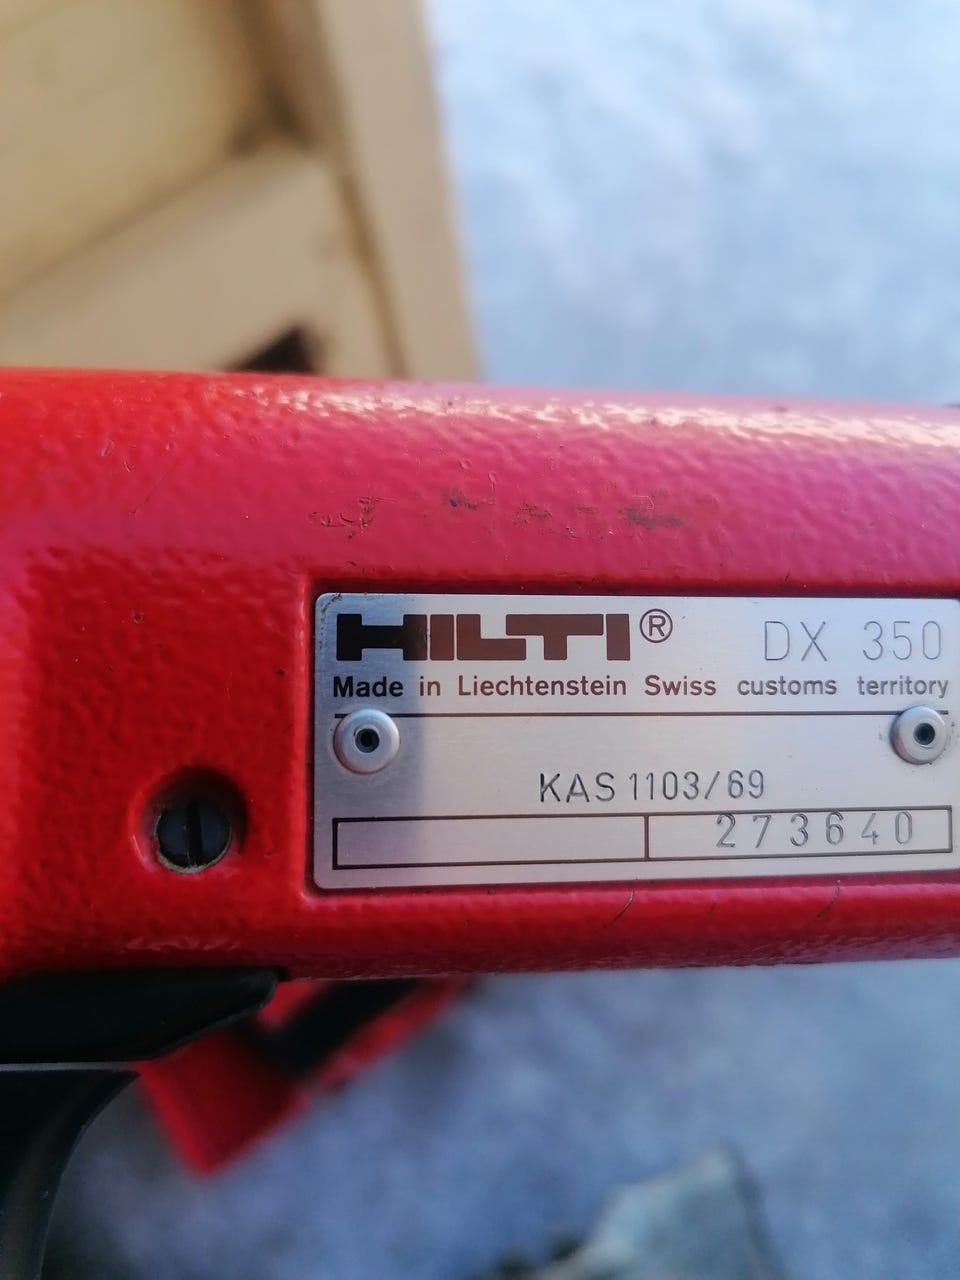 HILTI® DX 350
Made in Liechtenstein Swiss customs territory
KAS 1103/69
273640